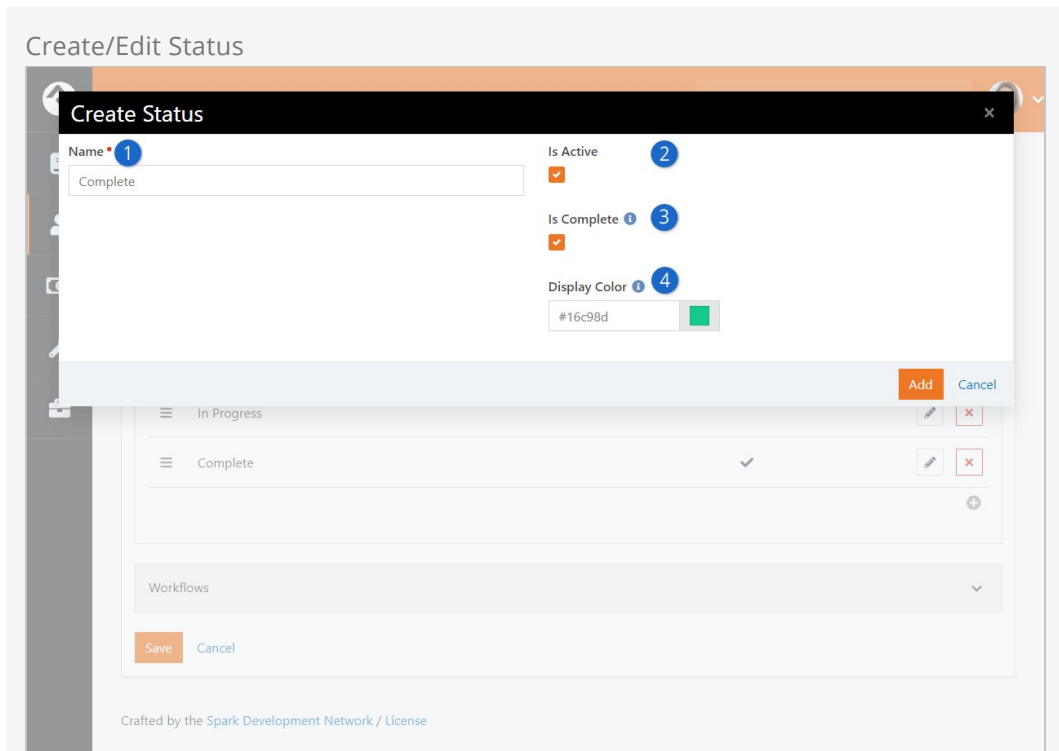 Create/Edit Status
Create Status ×
Name 1
Complete
Is Active 2
Is Complete 3
Display Color 4
#16c98d
Add Cancel
In Progress
Complete
Workflows
Save Cancel
Crafted by the Spark Development Network / License